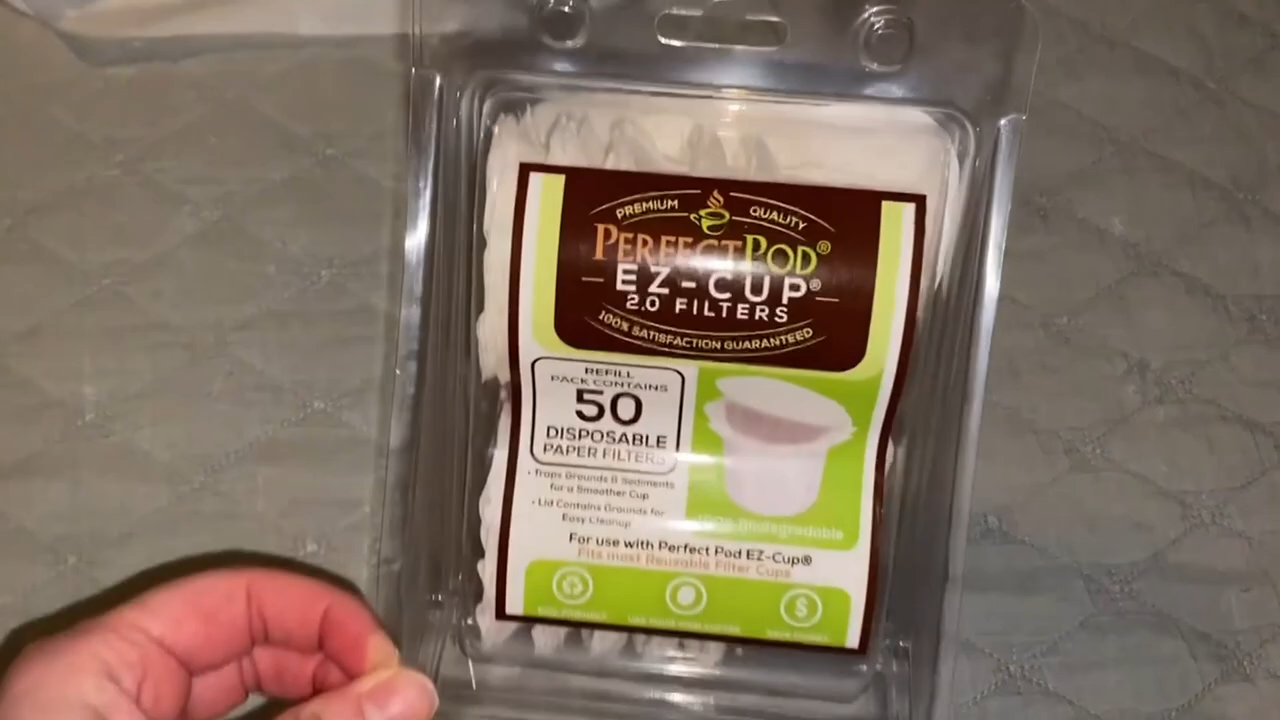 PREMIUM QUALITY
PERFECTPOD®
EZ-CUP®
2.0 FILTERS
100% SATISFACTION GUARANTEED
REFILL
PACK CONTAINS
50
DISPOSABLE
PAPER FILTERS
• Traps Grounds & Sediments
for a Smoother Cup
• Lid Contains Grounds for
Easy Cleanup
100% Biodegradable
For use with Perfect Pod EZ-Cup®
Fits most Reusable Filter Cups
$